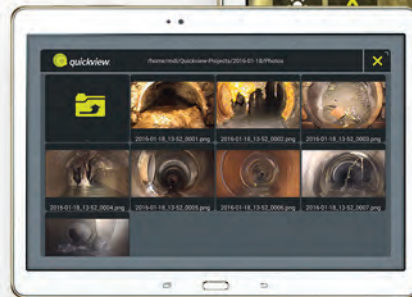 quickview
/home/mdi/Quickview-Projects/2016-01-18/Photos
2016-01-18_13-52_0001.png
2016-01-18_13-52_0002.png
2016-01-18_13-52_0003.png
2016-01-18_13-52_0004.png
2016-01-18_13-52_0005.png
2016-01-18_13-52_0006.png
2016-01-18_13-52_0007.png